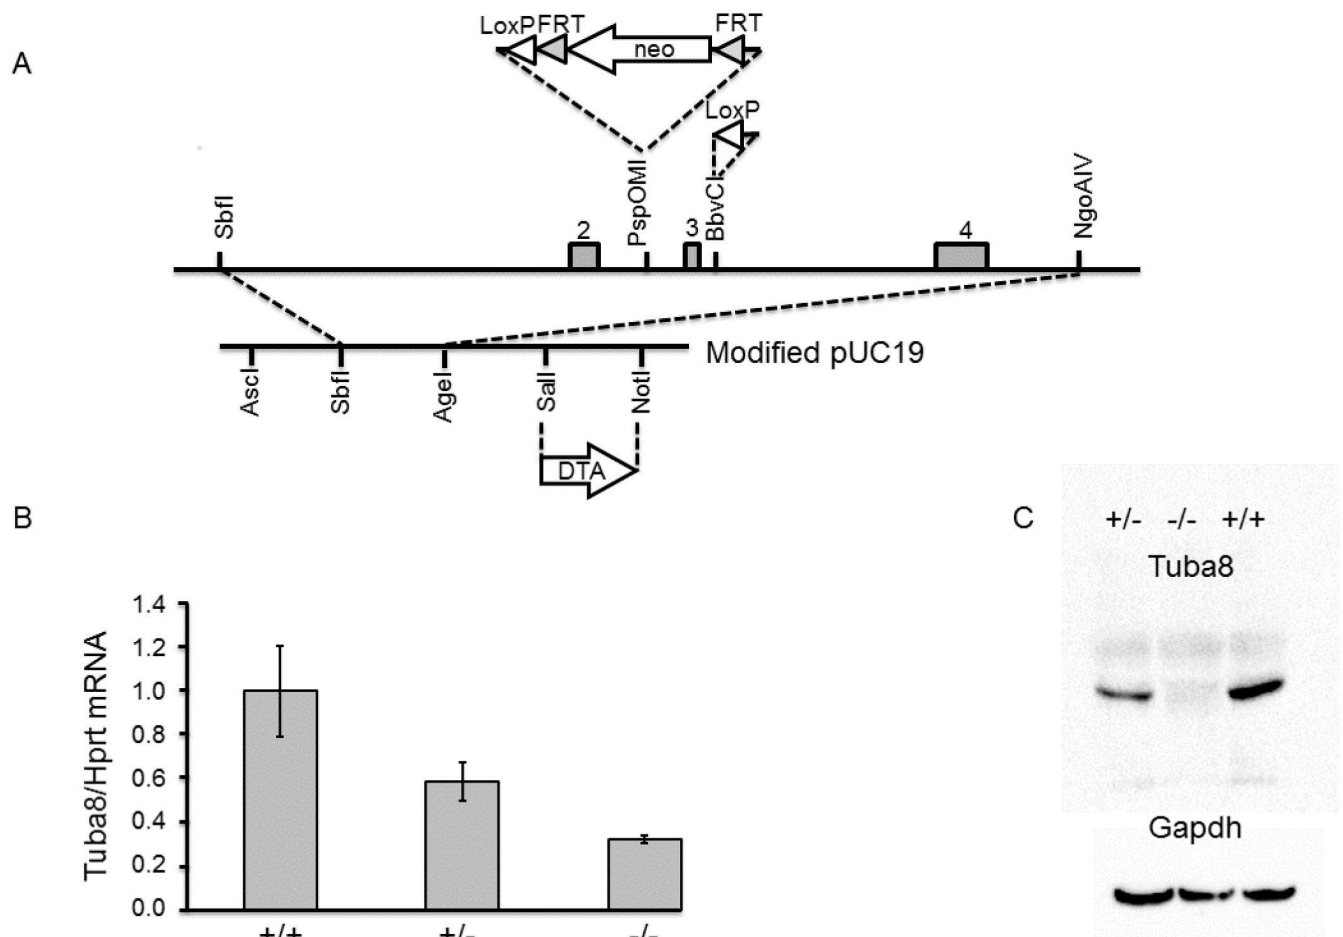 A
LoxP FRT
neo
FRT
LoxP
SbfI
2
PspOMI
3
BbvCI
4
NgoAIV
Modified pUC19
AscI
SbfI
AgeI
SalI
NotI
DTA
B
Tuba8/Hprt mRNA
1.4
1.2
1.0
0.8
0.6
0.4
0.2
0.0
+/+
+/-
-/-
C
+/- -/- +/+
Tuba8
Gapdh